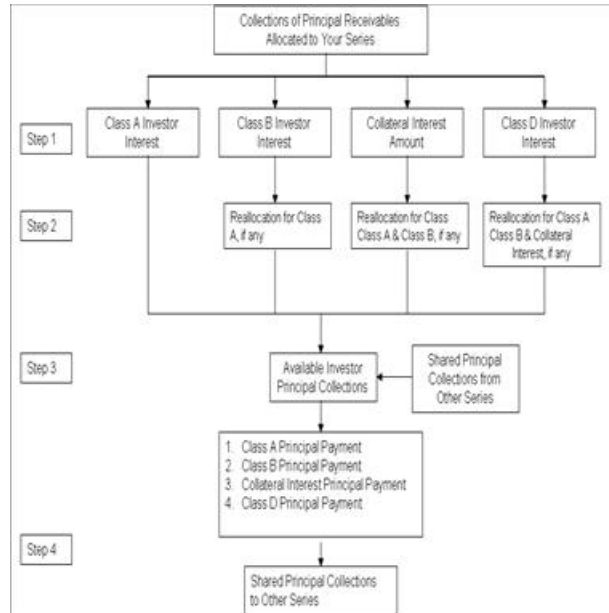 Collections of Principal Receivables
Allocated to Your Series
Step 1
Class A Investor
Interest
Class B Investor
Interest
Collateral Interest
Amount
Class D Investor
Interest
Step 2
Reallocation for Class
A, if any
Reallocation for Class
Class A & Class B, if any
Reallocation for Class A
Class B & Collateral
Interest, if any
Step 3
Available Investor
Principal Collections
Shared Principal
Collections from
Other Series
1. Class A Principal Payment
2. Class B Principal Payment
3. Collateral Interest Principal Payment
4. Class D Principal Payment
Step 4
Shared Principal Collections
to Other Series